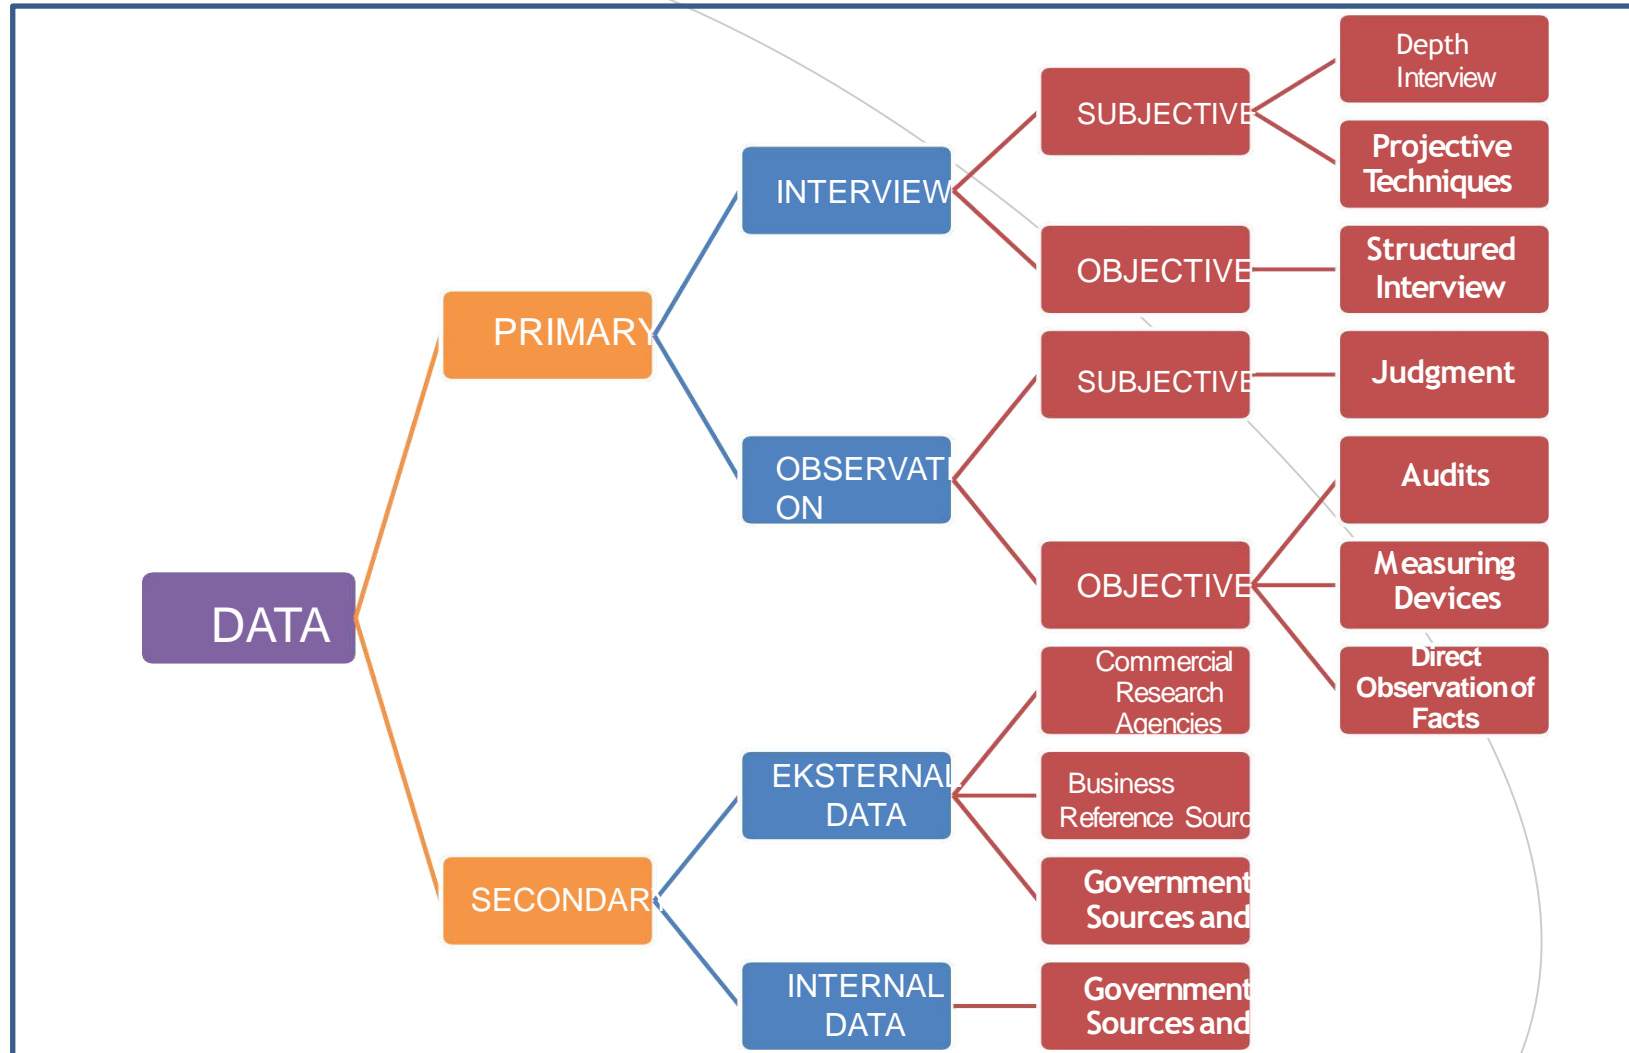 DATA
PRIMARY
INTERVIEW
SUBJECTIVE
Depth
Interview
Projective
Techniques
OBJECTIVE
Structured
Interview
OBSERVATI
ON
SUBJECTIVE
Judgment
OBJECTIVE
Audits
Measuring
Devices
Direct
Observation of
Facts
SECONDARY
EKSTERNAL
DATA
Commercial
Research
Agencies
Business
Reference Sourc
Government
Sources and
INTERNAL
DATA
Government
Sources and